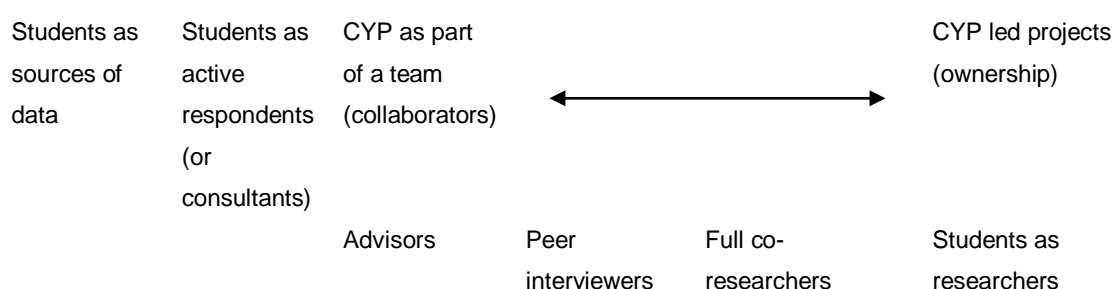 Students as
sources of
data
Students as
active
respondents
(or
consultants)
CYP as part
of a team
(collaborators)
CYP led projects
(ownership)
Advisors
Peer
interviewers
Full co-
researchers
Students as
researchers